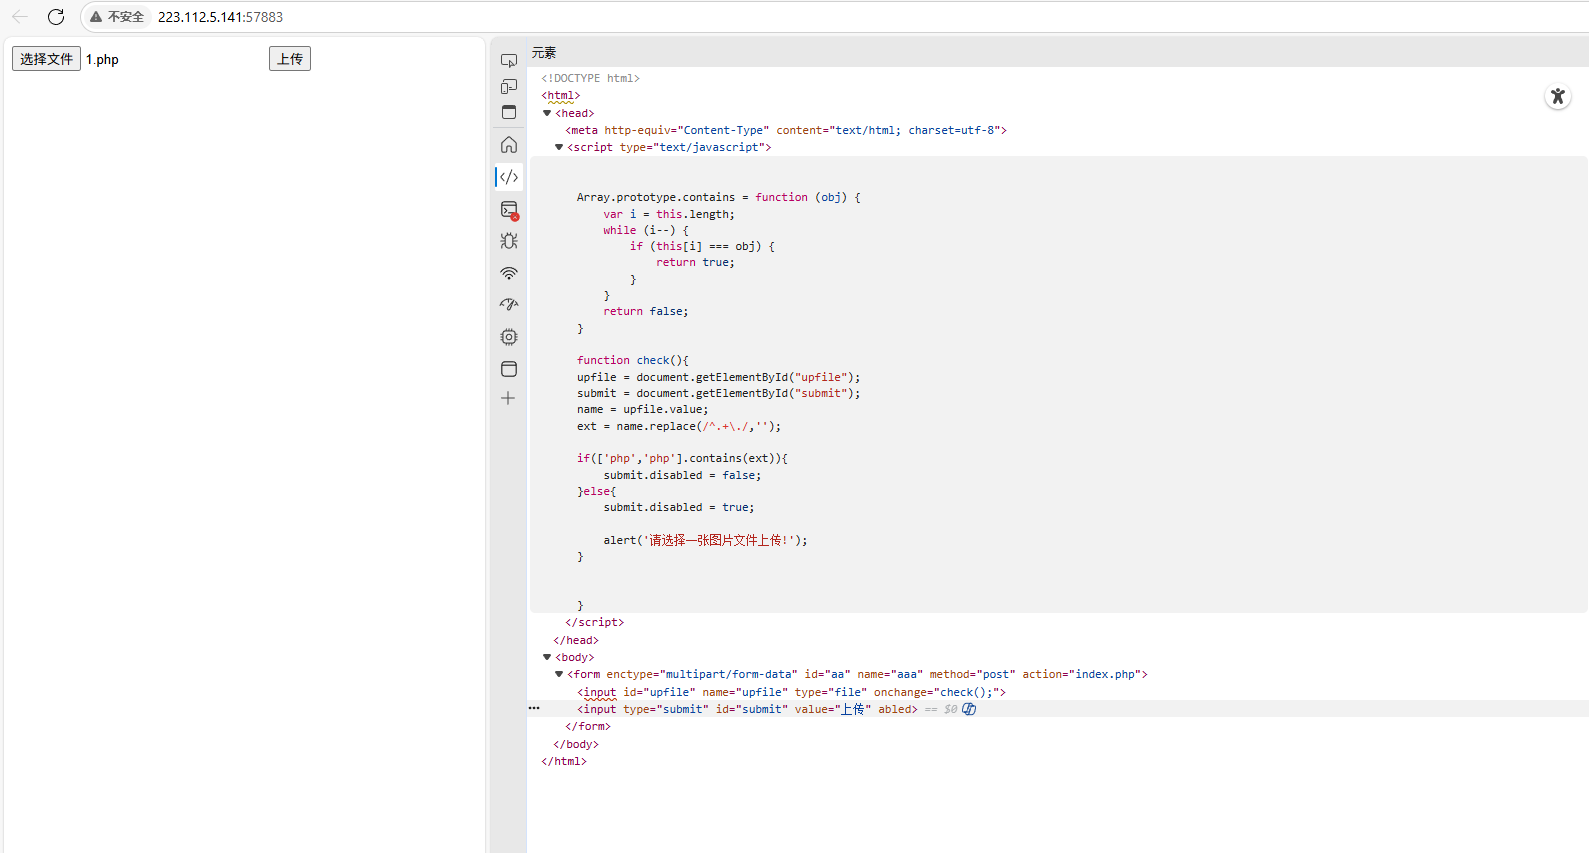 不安全 223.112.5.141:57883
选择文件 1.php 上传
元素
<!DOCTYPE html>
<html>
<head>
<meta http-equiv="Content-Type" content="text/html; charset=utf-8">
<script type="text/javascript">
Array.prototype.contains = function (obj) {
var i = this.length;
while (i--) {
if (this[i] === obj) {
return true;
}
}
return false;
}
function check(){
upfile = document.getElementById("upfile");
submit = document.getElementById("submit");
name = upfile.value;
ext = name.replace(/^.+\./,'');
if(['php','php'].contains(ext)){
submit.disabled = false;
}else{
submit.disabled = true;
alert('请选择一张图片文件上传!');
}
}
</script>
</head>
<body>
<form enctype="multipart/form-data" id="aa" name="aaa" method="post" action="index.php">
<input id="upfile" name="upfile" type="file" onchange="check();">
<input type="submit" id="submit" value="上传" abled> == $0
</form>
</body>
</html>